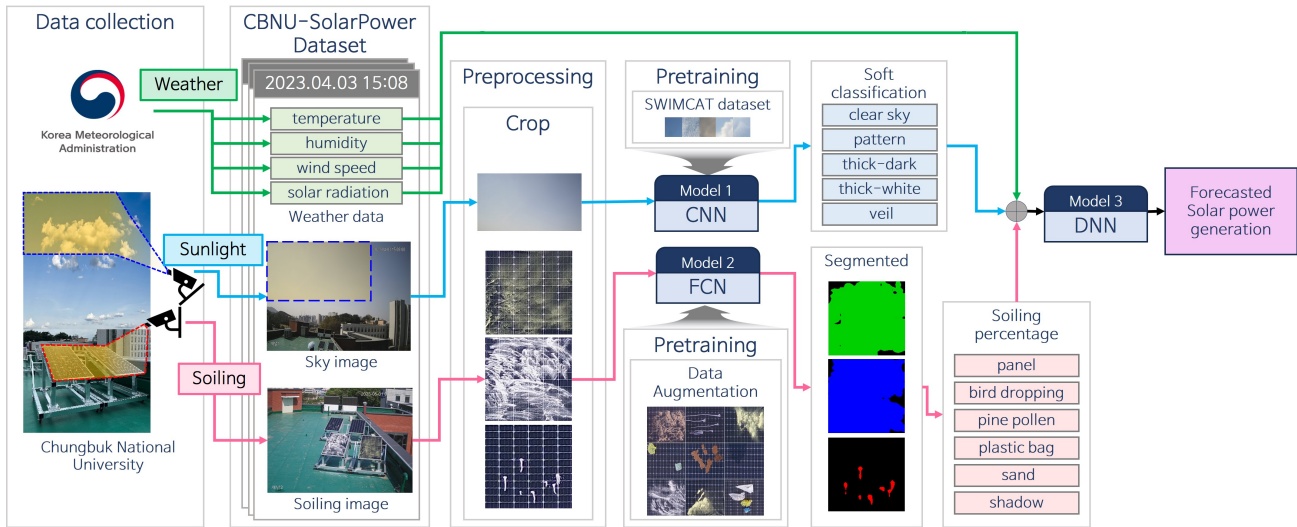 Data collection
Weather
Korea Meteorological
Administration
Sunlight
Soiling
Chungbuk National
University
CBNU-SolarPower
Dataset
2023.04.03 15:08
temperature
humidity
wind speed
solar radiation
Weather data
Sky image
Soiling image
Preprocessing
Crop
Pretraining
SWIMCAT dataset
Model 1
CNN
Model 2
FCN
Pretraining
Data
Augmentation
Soft
classification
clear sky
pattern
thick-dark
thick-white
veil
Segmented
Soiling
percentage
panel
bird dropping
pine pollen
plastic bag
sand
shadow
Model 3
DNN
Forecasted
Solar power
generation